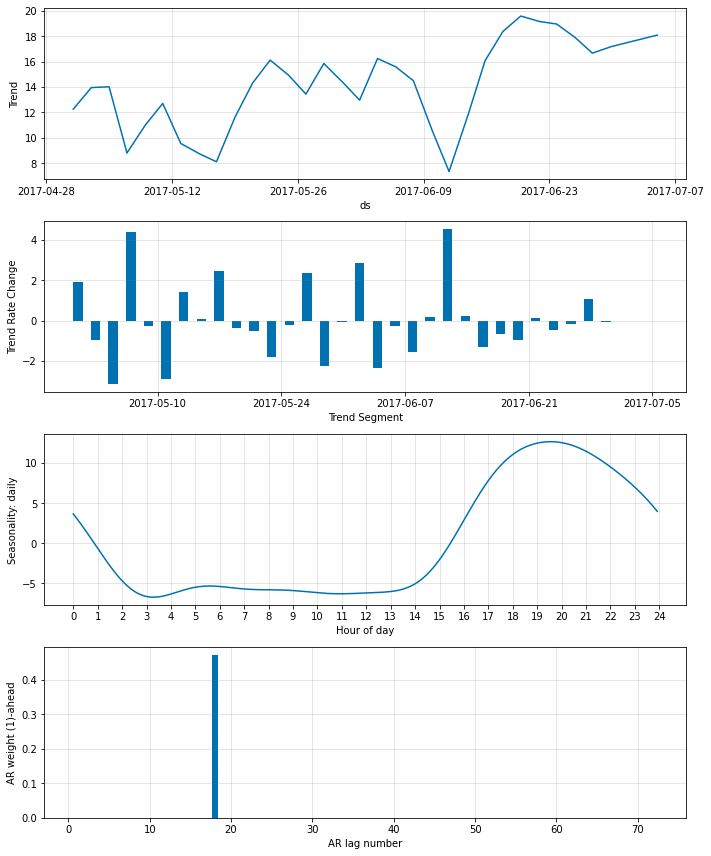 20
18
16
14
12
10
8
Trend
2017-04-28 2017-05-12 2017-05-26 2017-06-09 2017-06-23 2017-07-07
ds
4
2
0
−2
Trend Rate Change
2017-05-10 2017-05-24 2017-06-07 2017-06-21 2017-07-05
Trend Segment
10
5
0
−5
Seasonality: daily
0 1 2 3 4 5 6 7 8 9 10 11 12 13 14 15 16 17 18 19 20 21 22 23 24
Hour of day
0.4
0.3
0.2
0.1
0.0
AR weight (1)-ahead
0 10 20 30 40 50 60 70
AR lag number